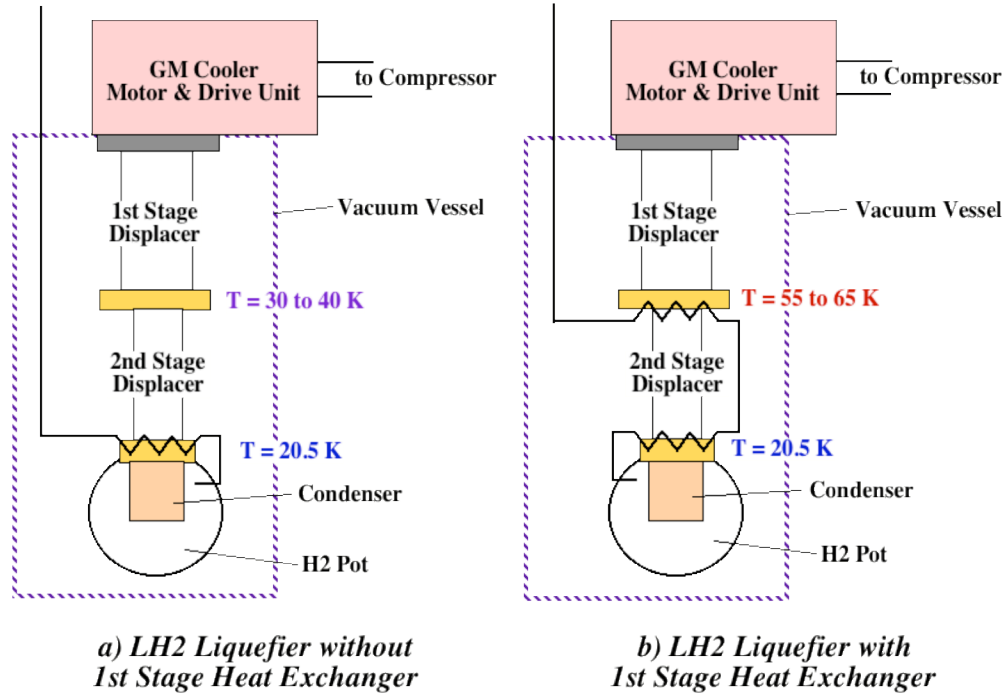 GM Cooler
Motor & Drive Unit
to Compressor
1st Stage
Displacer
Vacuum Vessel
T = 30 to 40 K
2nd Stage
Displacer
T = 20.5 K
Condenser
H2 Pot
a) LH2 Liquefier without
1st Stage Heat Exchanger
GM Cooler
Motor & Drive Unit
to Compressor
1st Stage
Displacer
Vacuum Vessel
T = 55 to 65 K
2nd Stage
Displacer
T = 20.5 K
Condenser
H2 Pot
b) LH2 Liquefier with
1st Stage Heat Exchanger